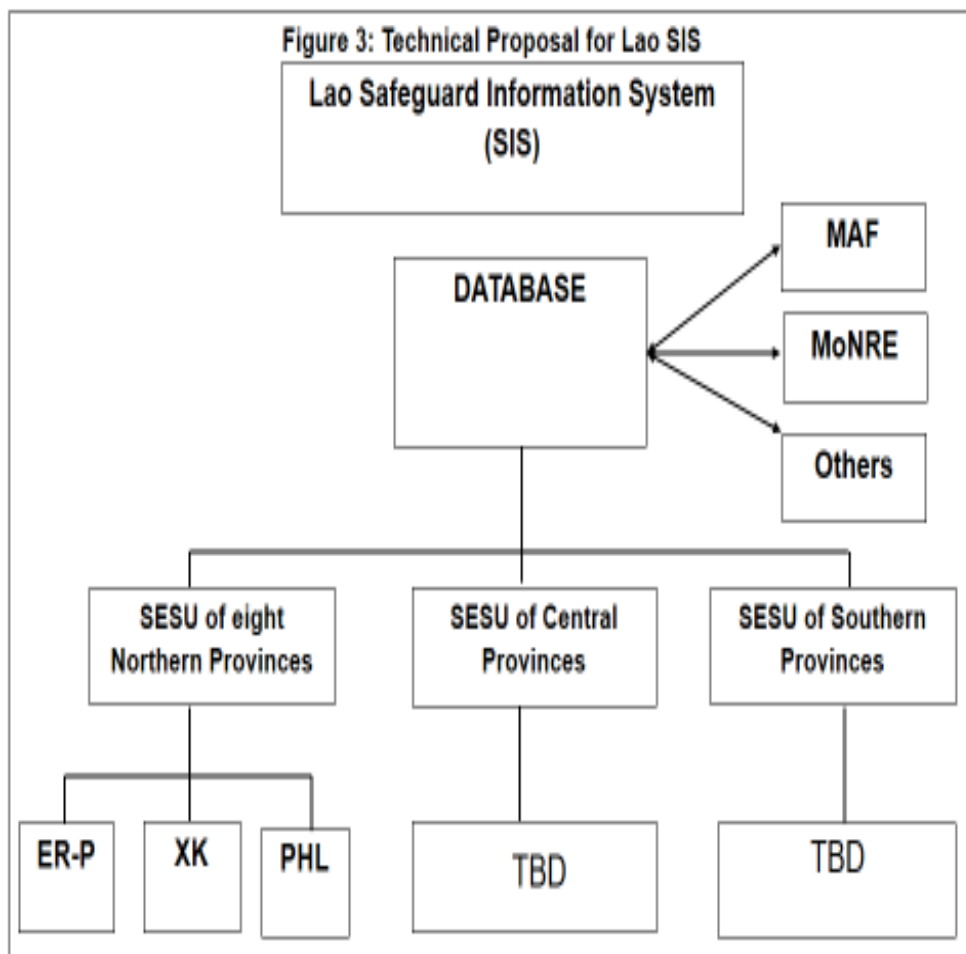 Figure 3: Technical Proposal for Lao SIS
Lao Safeguard Information System
(SIS)
MAF
DATABASE
MoNRE
Others
SESU of eight
Northern Provinces
SESU of Central
Provinces
SESU of Southern
Provinces
ER-P
XK
PHL
TBD
TBD